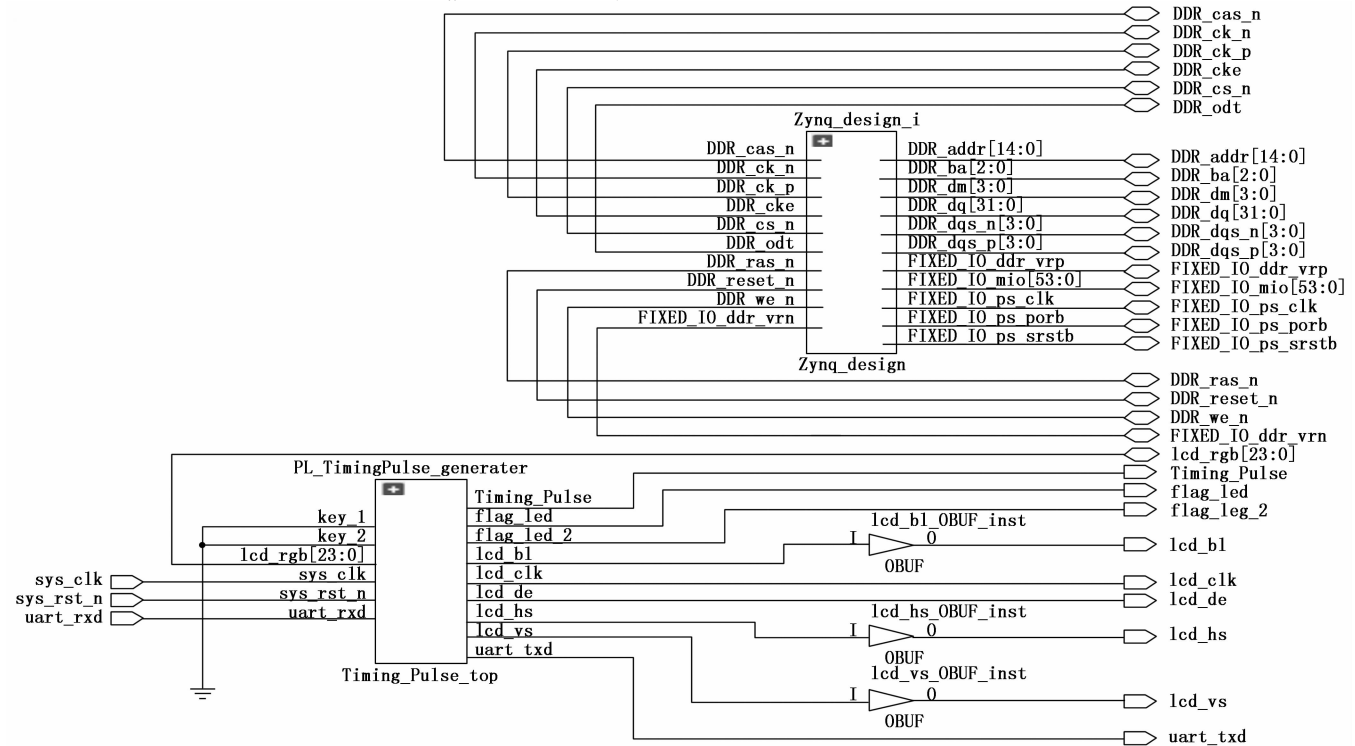 DDR_cas_n
DDR_ck_n
DDR_ck_p
DDR_cke
DDR_cs_n
DDR_odt
Zynq_design_i
DDR_cas_n
DDR_ck_n
DDR_ck_p
DDR_cke
DDR_cs_n
DDR_odt
DDR_ras_n
DDR_reset_n
DDR_we_n
FIXED_IO_ddr_vrn
DDR_addr[14:0]
DDR_ba[2:0]
DDR_dm[3:0]
DDR_dq[31:0]
DDR_dqs_n[3:0]
DDR_dqs_p[3:0]
FIXED_IO_ddr_vrp
FIXED_IO_mio[53:0]
FIXED_IO_ps_clk
FIXED_IO_ps_porb
FIXED_IO_ps_srstb
Zynq_design
DDR_addr[14:0]
DDR_ba[2:0]
DDR_dm[3:0]
DDR_dq[31:0]
DDR_dqs_n[3:0]
DDR_dqs_p[3:0]
FIXED_IO_ddr_vrp
FIXED_IO_mio[53:0]
FIXED_IO_ps_clk
FIXED_IO_ps_porb
FIXED_IO_ps_srstb
DDR_ras_n
DDR_reset_n
DDR_we_n
FIXED_IO_ddr_vrn
lcd_rgb[23:0]
Timing_Pulse
flag_led
flag_leg_2
PL_TimingPulse_generater
key_1
key_2
lcd_rgb[23:0]
sys_clk
sys_rst_n
uart_rxd
sys_clk
sys_rst_n
uart_rxd
Timing_Pulse
flag_led
flag_led_2
lcd_bl
lcd_clk
lcd_de
lcd_hs
lcd_vs
uart_txd
Timing_Pulse_top
lcd_bl_OBUF_inst
I O
OBUF
lcd_bl
lcd_clk
lcd_de
lcd_hs_OBUF_inst
I O
OBUF
lcd_hs
lcd_vs_OBUF_inst
I O
OBUF
lcd_vs
uart_txd